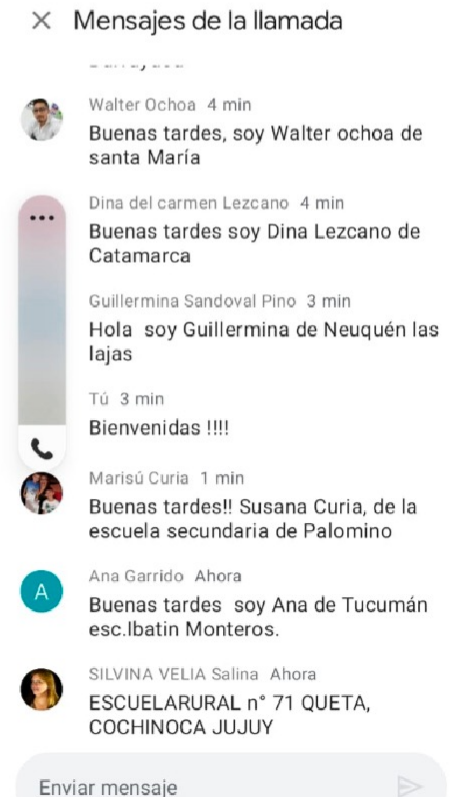 Mensajes de la llamada
Walter Ochoa 4 min
Buenas tardes, soy Walter ochoa de
santa María
Dina del carmen Lezcano 4 min
Buenas tardes soy Dina Lezcano de
Catamarca
Guillermina Sandoval Pino 3 min
Hola soy Guillermina de Neuquén las
lajas
Tú 3 min
Bienvenidas !!!!
Marisú Curia 1 min
Buenas tardes!! Susana Curia, de la
escuela secundaria de Palomino
Ana Garrido Ahora
A
Buenas tardes soy Ana de Tucumán
esc.Ibatin Monteros.
SILVINA VELIA Salina Ahora
ESCUELARURAL n° 71 QUETA,
COCHINOCA JUJUY
Enviar mensaje